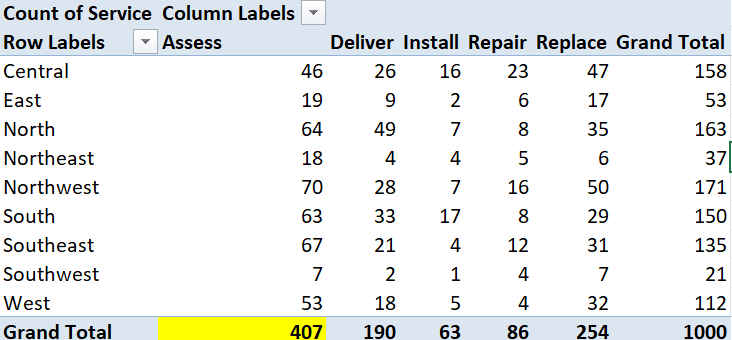 Count of Service Column Labels
Row Labels Assess Deliver Install Repair Replace Grand Total
Central 46 26 16 23 47 158
East 19 9 2 6 17 53
North 64 49 7 8 35 163
Northeast 18 4 4 5 6 37
Northwest 70 28 7 16 50 171
South 63 33 17 8 29 150
Southeast 67 21 4 12 31 135
Southwest 7 2 1 4 7 21
West 53 18 5 4 32 112
Grand Total 407 190 63 86 254 1000